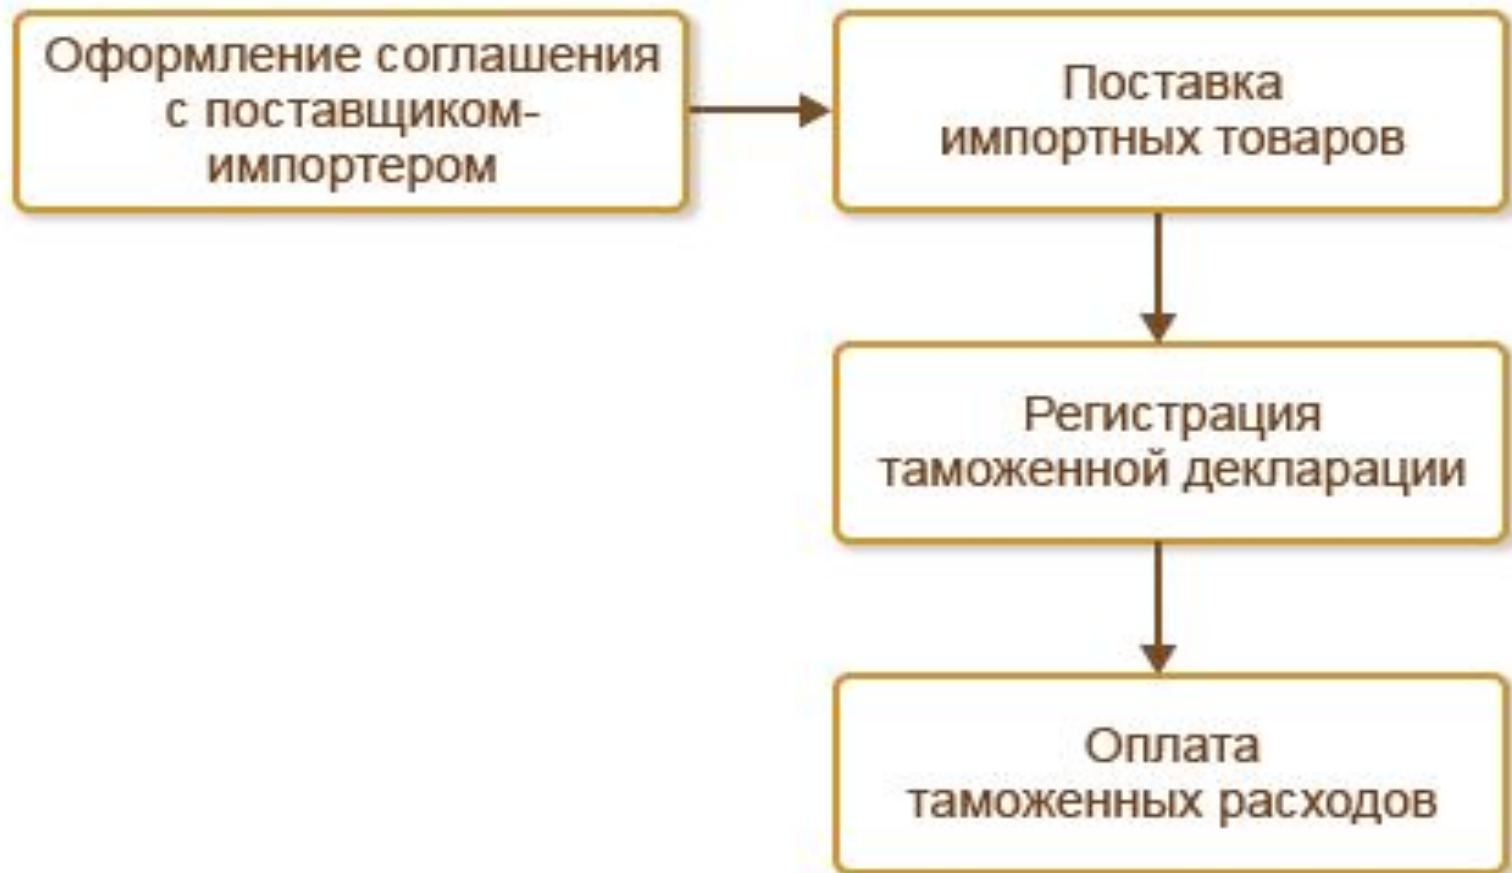 Оформление соглашения
с поставщиком-
импортером
Поставка
импортных товаров
Регистрация
таможенной декларации
Оплата
таможенных расходов